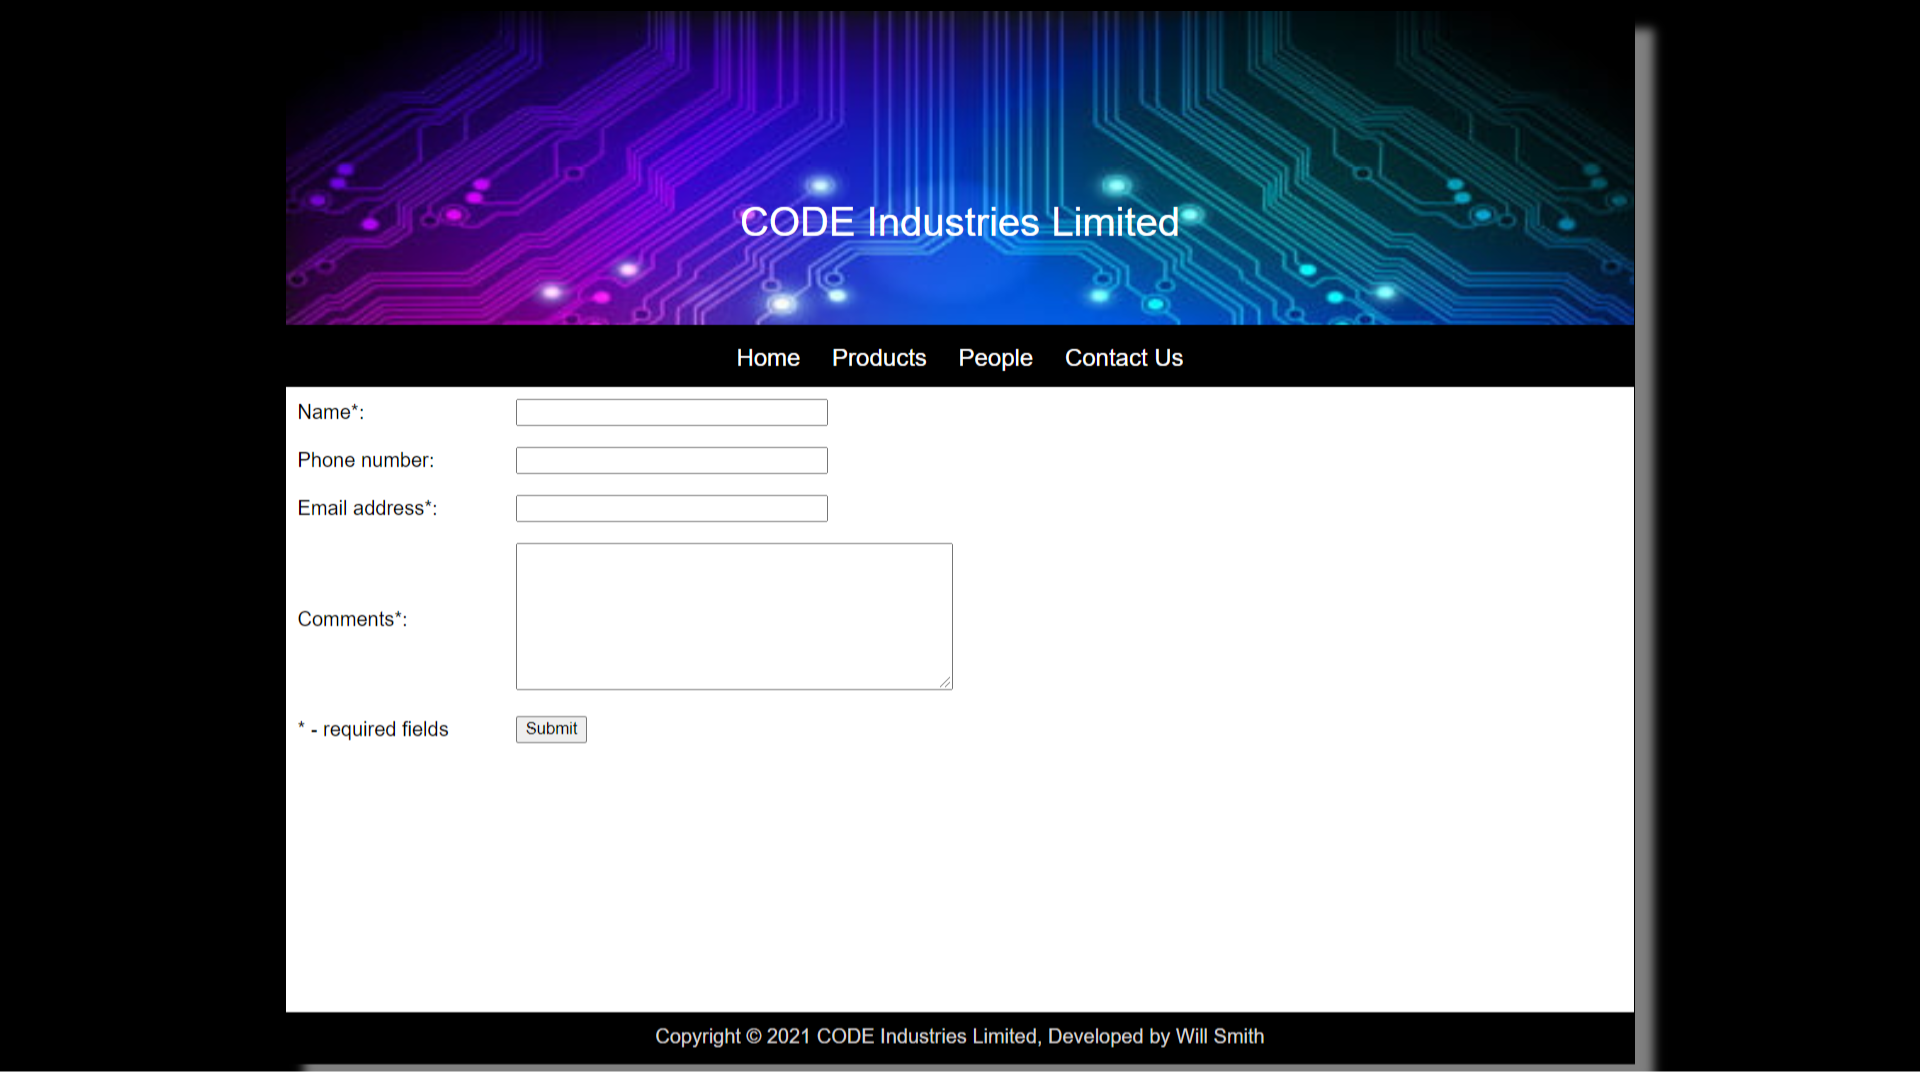 CODE Industries Limited
Home Products People Contact Us
Name*:
Phone number:
Email address*:
Comments*:
* - required fields Submit
Copyright © 2021 CODE Industries Limited, Developed by Will Smith